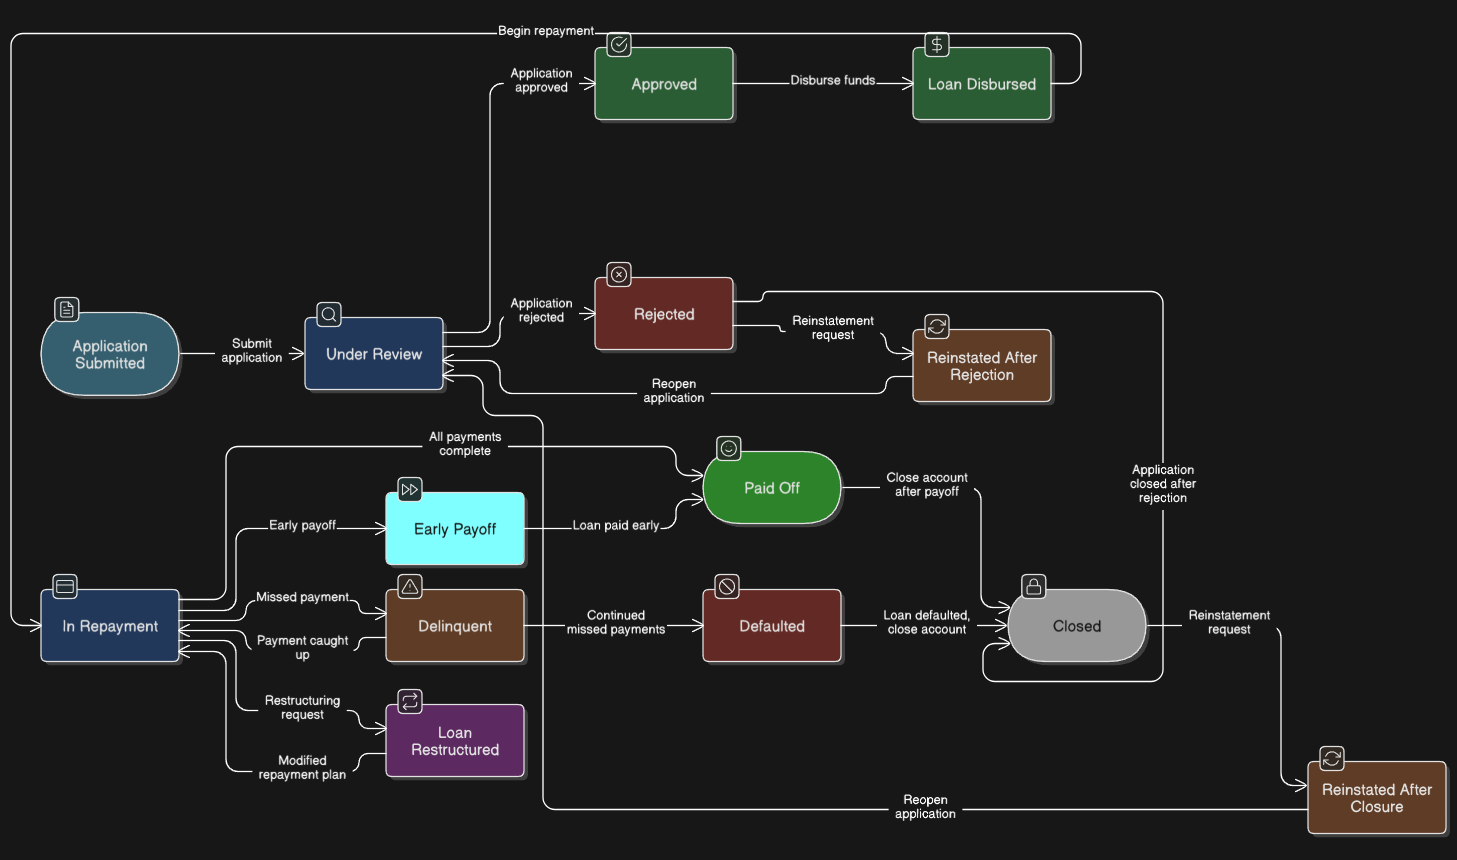 Begin repayment
Application
approved
Approved
Disburse funds
$
Loan Disbursed
Application
Submitted
Submit
application
Under Review
Application
rejected
Rejected
Reinstatement
request
Reinstated After
Rejection
Reopen
application
All payments
complete
Paid Off
Close account
after payoff
Application
closed after
rejection
Early payoff
Early Payoff
Loan paid early
In Repayment
Missed payment
Payment caught
up
Delinquent
Continued
missed payments
Defaulted
Loan defaulted,
close account
Closed
Reinstatement
request
Restructuring
request
Loan
Restructured
Modified
repayment plan
Reinstated After
Closure
Reopen
application